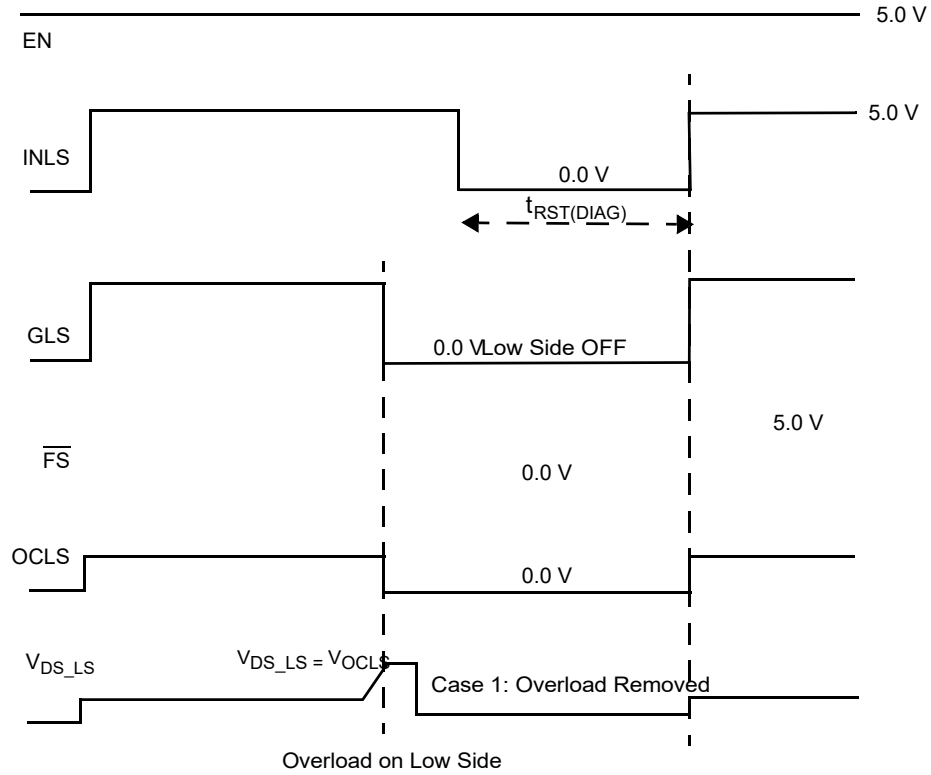 5.0 V
EN
5.0 V
INLS
0.0 V
tRST(DIAG)
GLS
0.0 V Low Side OFF
5.0 V
FS
0.0 V
OCLS
0.0 V
VDS_LS
VDS_LS = VOCLS
Case 1: Overload Removed
Overload on Low Side